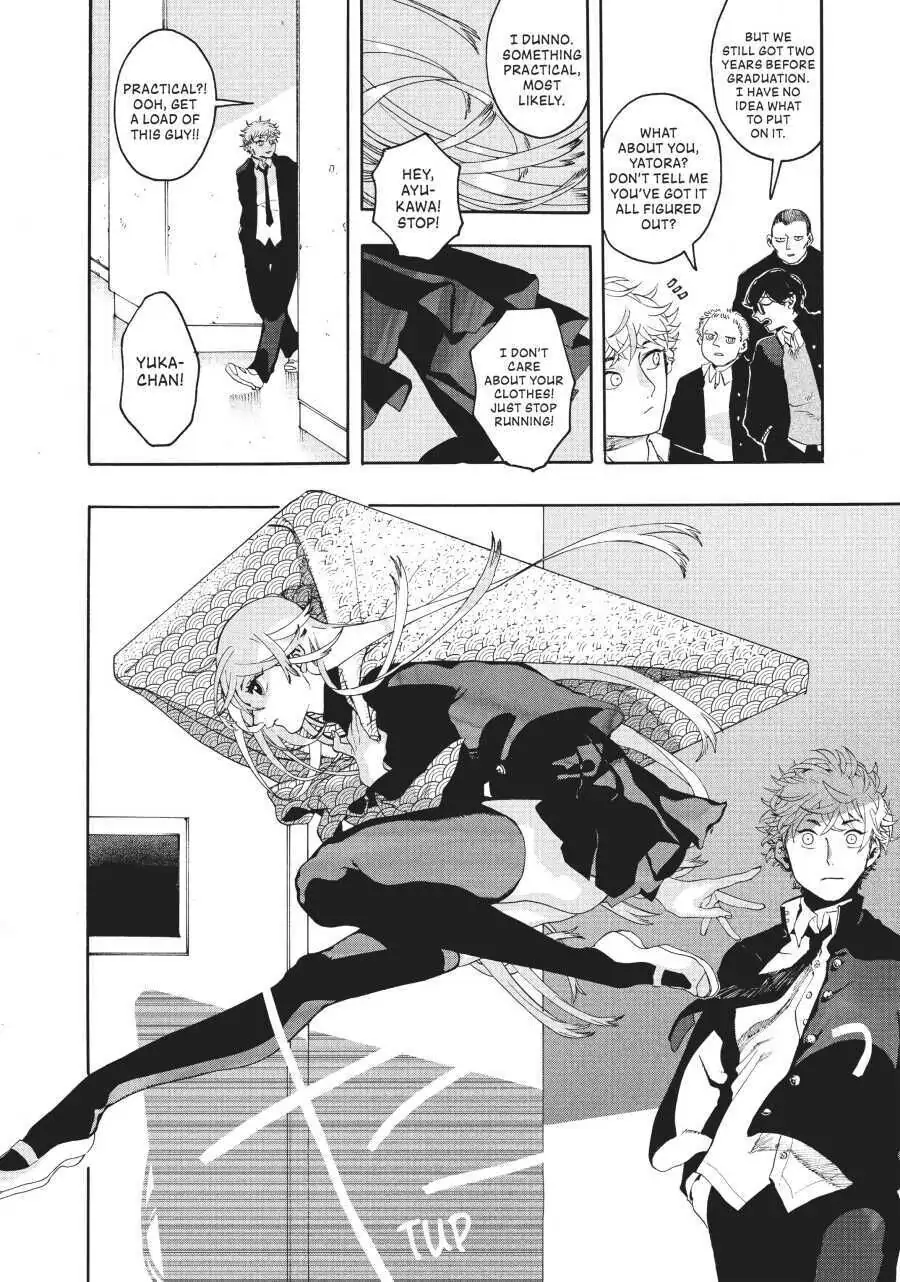 BUT WE
STILL GOT TWO
YEARS BEFORE
GRADUATION.
I HAVE NO
IDEA WHAT
TO PUT
ON IT.
WHAT
ABOUT YOU,
YATORA?
DON'T TELL ME
YOU'VE GOT IT
ALL FIGURED
OUT?
I DUNNO.
SOMETHING
PRACTICAL,
MOST
LIKELY.
HEY,
AYU-
KAWA!
STOP!
I DON'T
CARE
ABOUT YOUR
CLOTHES!
JUST STOP
RUNNING!
PRACTICAL?!
OOH, GET
A LOAD OF
THIS GUY!!
YUKA-
CHAN!
TUP